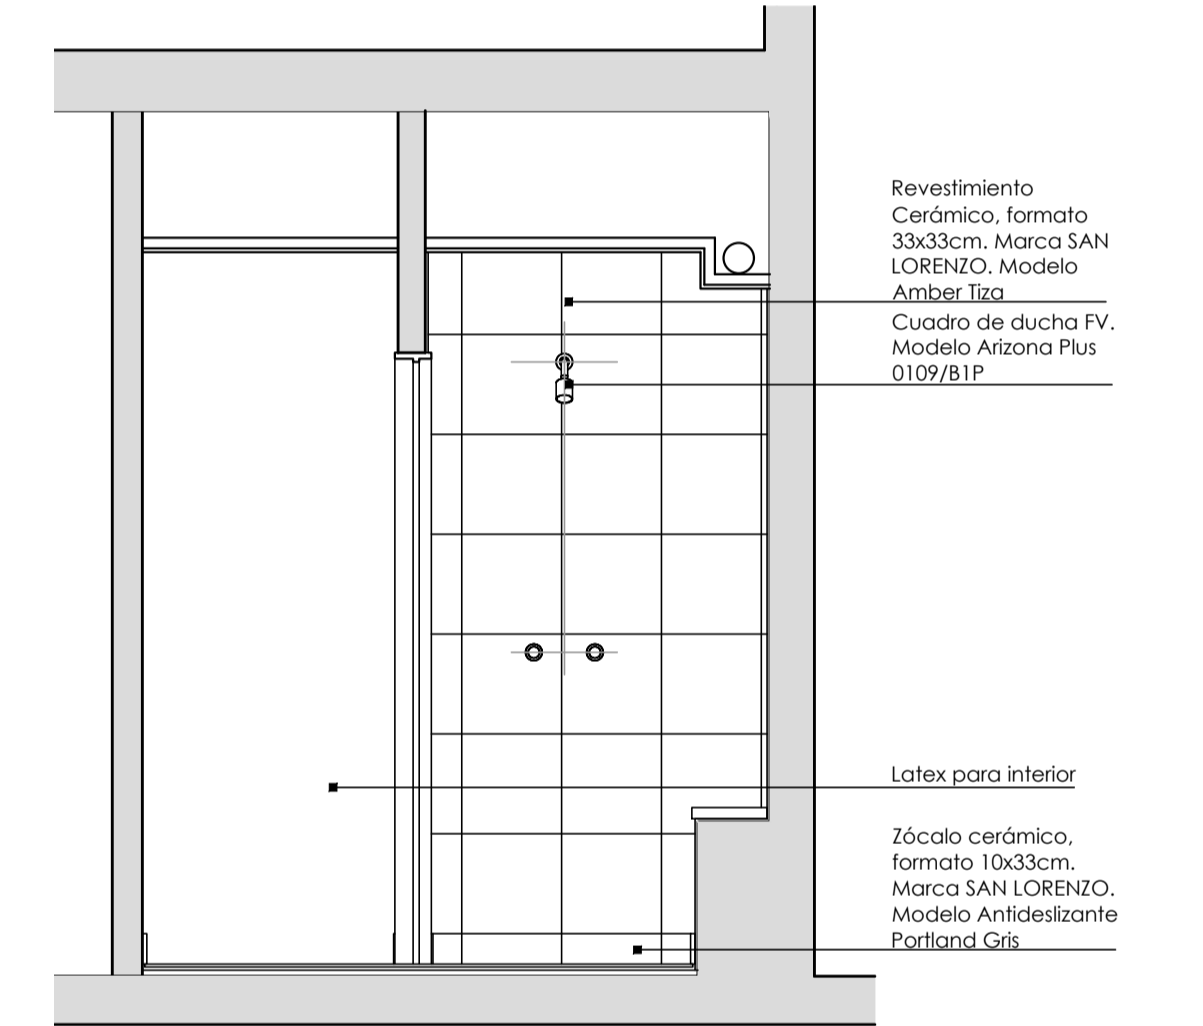 Revestimiento
Cerámico, formato
33x33cm. Marca SAN
LORENZO. Modelo
Amber Tiza
Cuadro de ducha FV.
Modelo Arizona Plus
0109/B1P
Latex para interior
Zócalo cerámico,
formato 10x33cm.
Marca SAN LORENZO.
Modelo Antideslizante
Portland Gris